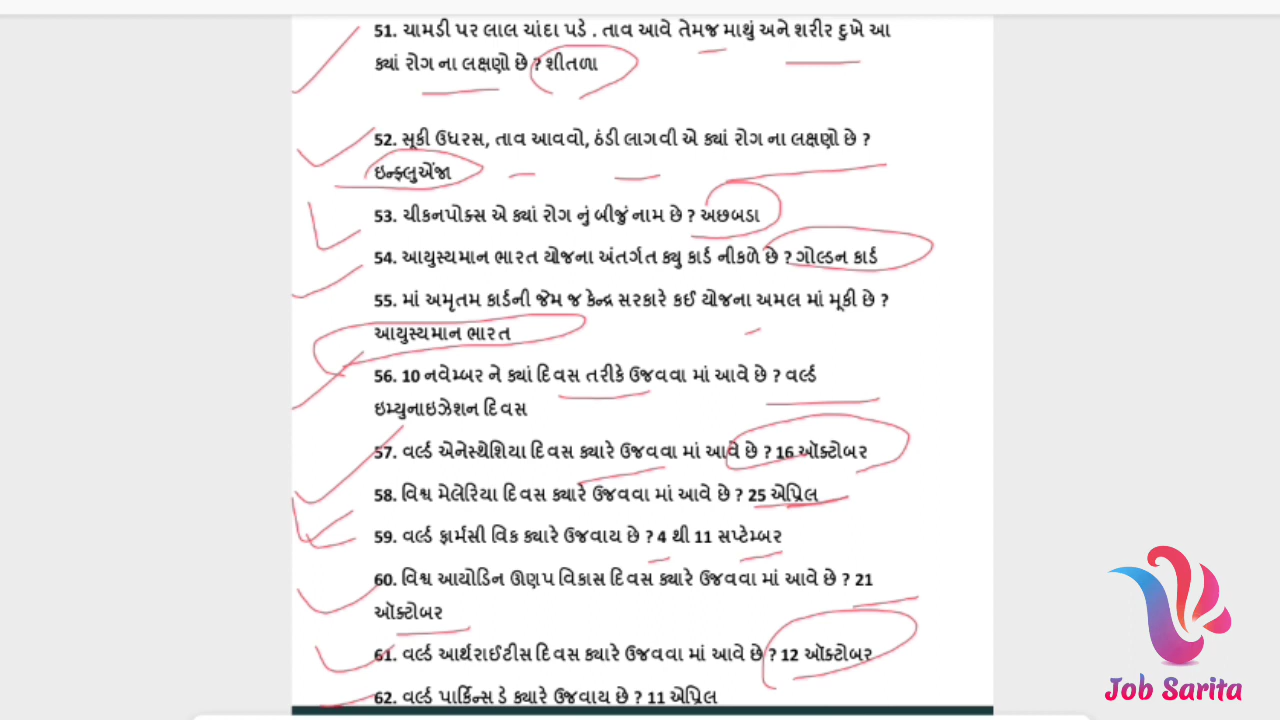 51. ચામડી પર લાલ ચાંદા પડે . તાવ આવે તેમજ માથું અને શરીર દુખે આ
ક્યાં રોગ ના લક્ષણો છે ? શીતળા
52. સૂકી ઉધરસ, તાવ આવવો, ઠંડી લાગવી એ ક્યાં રોગ ના લક્ષણો છે ?
ઇન્ફ્લુએંજા
53. ચીકનપોક્સ એ ક્યાં રોગ નું બીજું નામ છે ? અછબડા
54. આયુસ્યમાન ભારત યોજના અંતર્ગત ક્યુ કાર્ડ નીકળે છે ? ગોલ્ડન કાર્ડ
55. માં અમૃતમ કાર્ડની જેમ જ કેન્દ્ર સરકારે કઈ યોજના અમલ માં મૂકી છે ?
આયુસ્યમાન ભારત
56. 10 નવેમ્બર ને ક્યાં દિવસ તરીકે ઉજવવા માં આવે છે ? વર્લ્ડ
ઇમ્યુનાઇઝેશન દિવસ
57. વર્લ્ડ એનેસ્થેશિયા દિવસ ક્યારે ઉજવવા માં આવે છે ? 16 ઑક્ટોબર
58. વિશ્વ મેલેરિયા દિવસ ક્યારે ઉજવવા માં આવે છે ? 25 એપ્રિલ
59. વર્લ્ડ ફાર્મસી વિક ક્યારે ઉજવાય છે ? 4 થી 11 સપ્ટેમ્બર
60. વિશ્વ આયોડિન ઊણપ વિકાસ દિવસ ક્યારે ઉજવવા માં આવે છે ? 21
ઑક્ટોબર
61. વર્લ્ડ આર્થરાઈટીસ દિવસ ક્યારે ઉજવવા માં આવે છે ? 12 ઑક્ટોબર
62. વર્લ્ડ પાર્કિન્સ ડે ક્યારે ઉજવાય છે ? 11 એપ્રિલ
Job Sarita